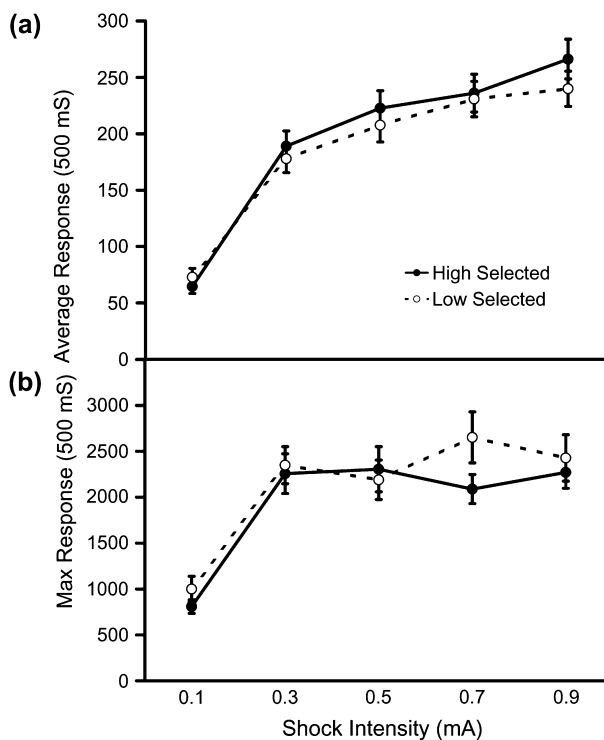 (a)
Average Response (500 mS)
300
250
200
150
100
50
0
High Selected
Low Selected
(b)
Max Response (500 mS)
3000
2500
2000
1500
1000
500
0
0.1 0.3 0.5 0.7 0.9
Shock Intensity (mA)